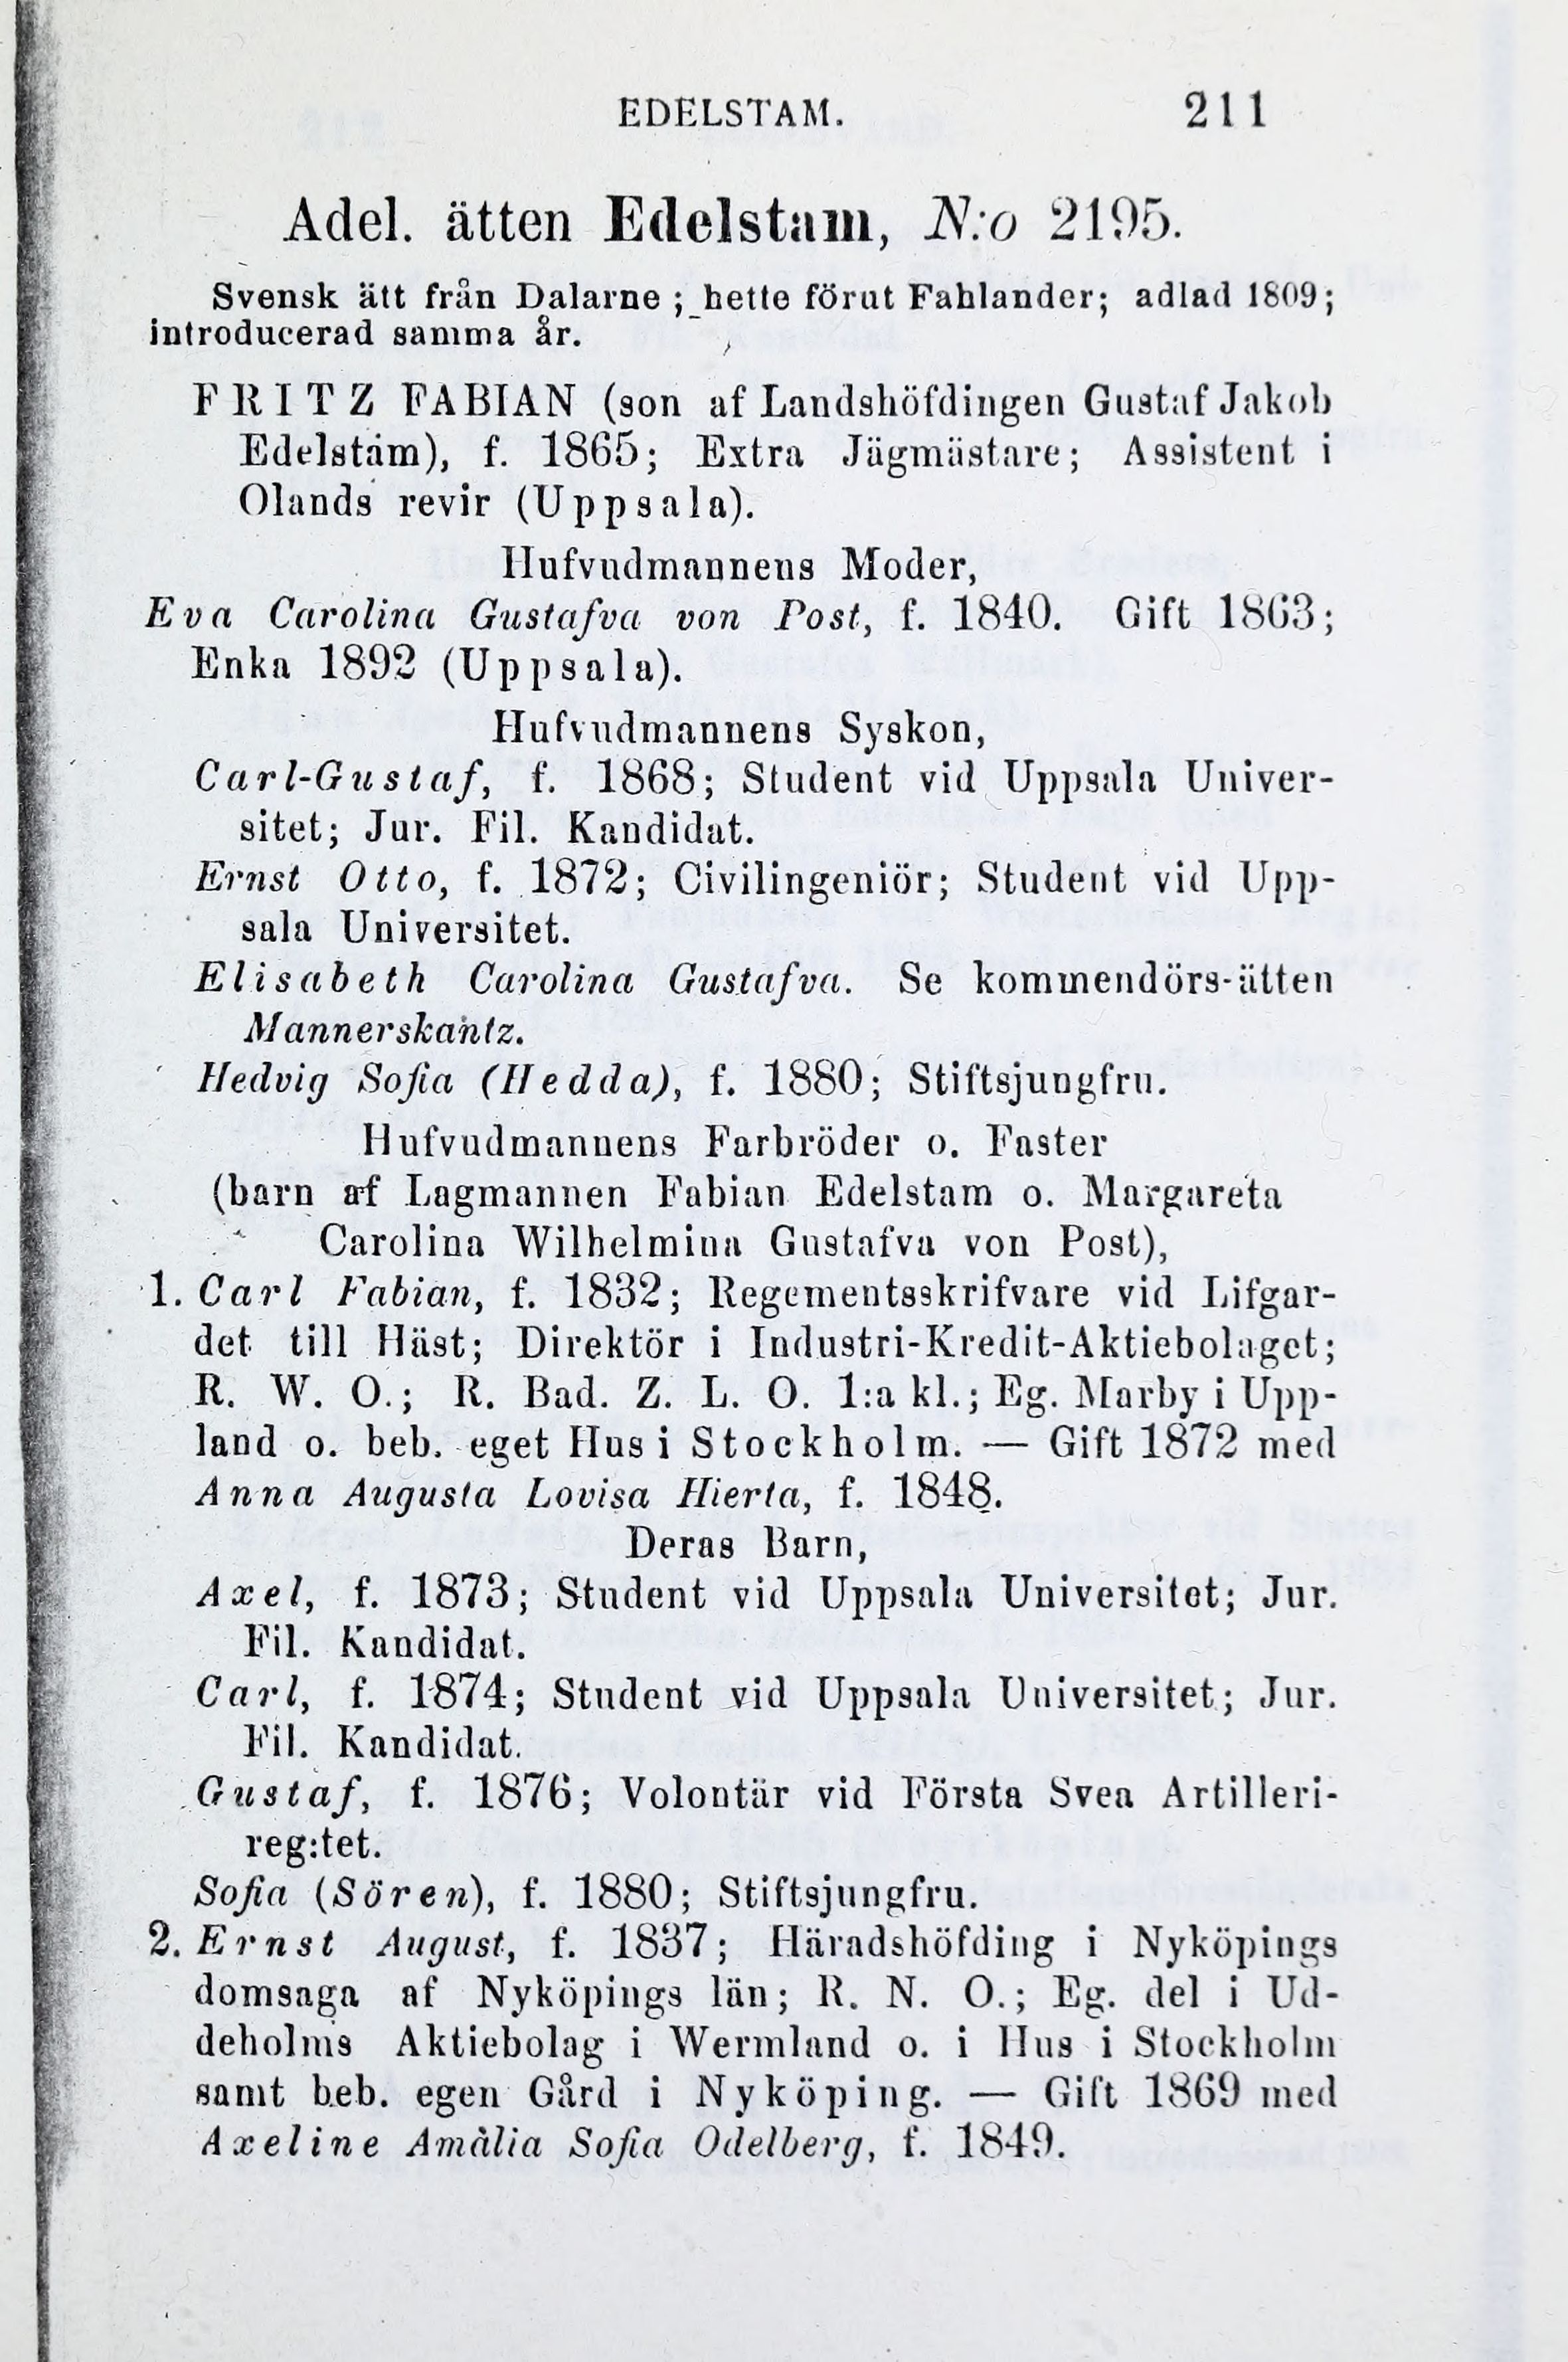 EDELSTAM. 211
Adel. ätten Edelstam, N:o 2195.
Svensk ätt från Dalarne; hette förut Fahlander; adlad 1809;
introducerad samma år.
FRITZ FABIAN (son af Landshöfdingen Gustaf Jakob
Edelstam), f. 1865; Extra Jägmästare; Assistent i
Olands revir (Uppsala).
Hufvudmannens Moder,
Eva Carolina Gustafva von Post, f. 1840. Gift 1863;
Enka 1892 (Uppsala).
Hufvudmannens Syskon,
Carl-Gustaf, f. 1868; Student vid Uppsala Univer-
sitet; Jur. Fil. Kandidat.
Ernst Otto, f. 1872; Civilingeniör; Student vid Upp-
sala Universitet.
Elisabeth Carolina Gustafva. Se kommendörs-ätten
Mannerskantz.
Hedvig Sofia (Hedda), f. 1880; Stiftsjungfru.
Hufvudmannens Farbröder o. Faster
(barn af Lagmannen Fabian Edelstam o. Margareta
Carolina Wilhelmina Gustafva von Post),
1. Carl Fabian, f. 1832; Regementsskrifvare vid Lifgar-
det till Häst; Direktör i Industri-Kredit-Aktiebolaget;
R. W. O.; R. Bad. Z. L. O. 1:a kl.; Eg. Marby i Upp-
land o. beb. eget Hus i Stockholm. — Gift 1872 med
Anna Augusta Lovisa Hierta, f. 1848.
Deras Barn,
Axel, f. 1873; Student vid Uppsala Universitet; Jur.
Fil. Kandidat.
Carl, f. 1874; Student vid Uppsala Universitet; Jur.
Fil. Kandidat.
Gustaf, f. 1876; Volontär vid Första Svea Artilleri-
reg:tet.
Sofia (Sören), f. 1880; Stiftsjungfru.
2. Ernst August, f. 1837; Häradshöfding i Nyköpings
domsaga af Nyköpings län; R. N. O.; Eg. del i Ud-
deholms Aktiebolag i Wermland o. i Hus i Stockholm
samt beb. egen Gård i Nyköping. — Gift 1869 med
Axeline Amalia Sofia Odelberg, f. 1849.